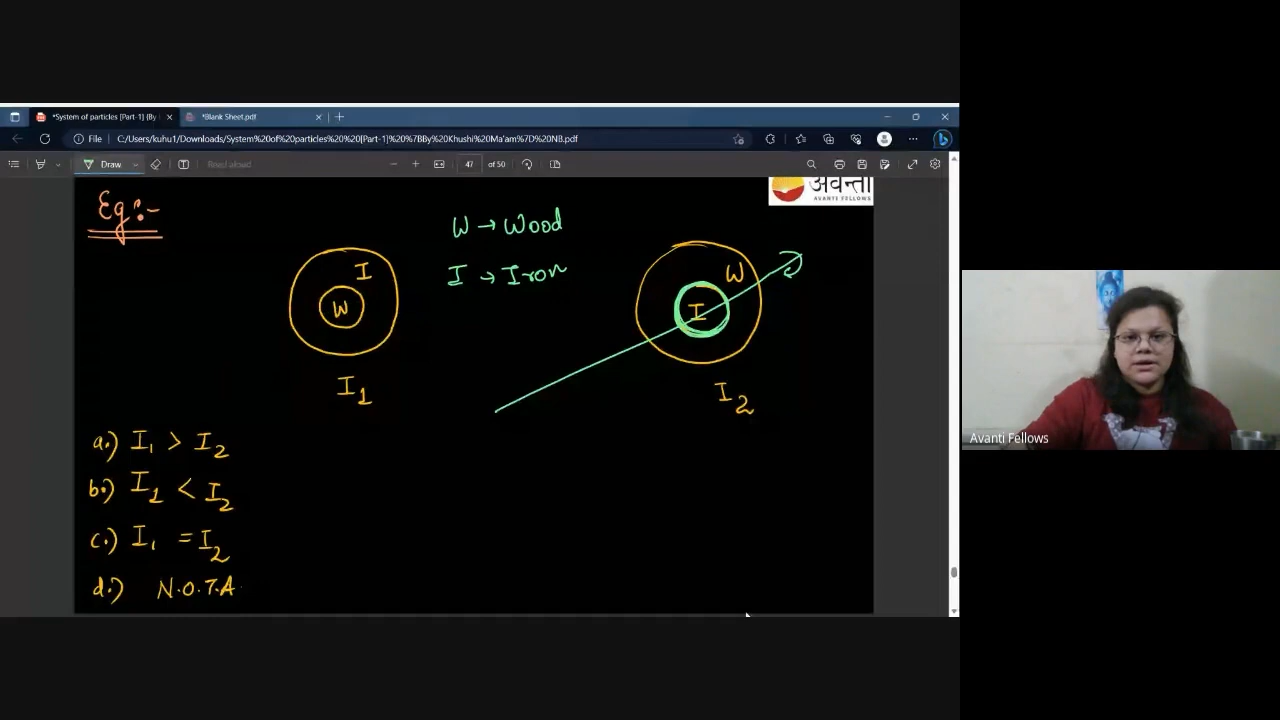 *System of particles [Part-1] {By
*Blank Sheet.pdf
File
C:/Users/kuhu1/Downloads/System%20of%20particles%20%20[Part-1]%20%7BBy%20Khushi%20Ma'am%7D%20NB.pdf
Draw
Read aloud
47 of 50
अवन्ती
AVANTI FELLOWS
Eg:-
W → Wood
I → Iron
I
W
I1
W
I
I2
a.) I1 > I2
b.) I1 < I2
c.) I1 = I2
d.) N.O.T.A
Avanti Fellows